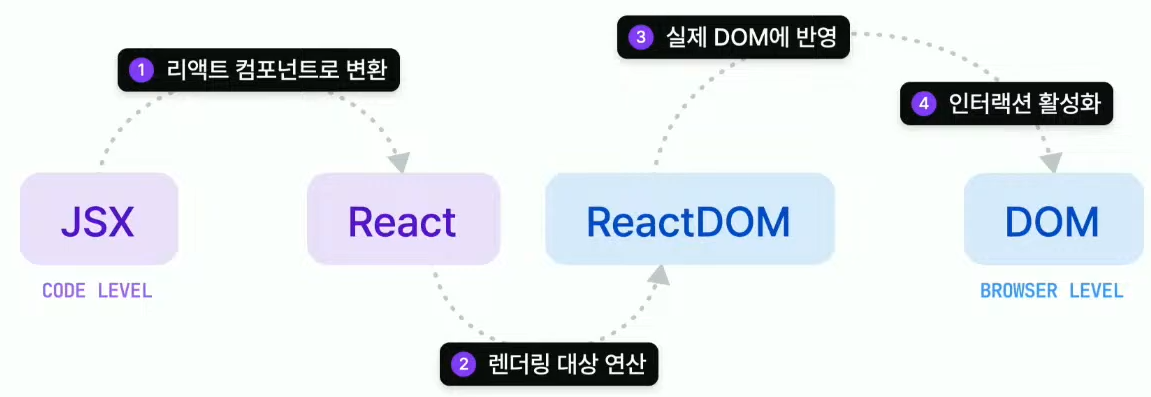 1 리액트 컴포넌트로 변환
3 실제 DOM에 반영
4 인터랙션 활성화
JSX
React
ReactDOM
DOM
CODE LEVEL
BROWSER LEVEL
2 렌더링 대상 연산